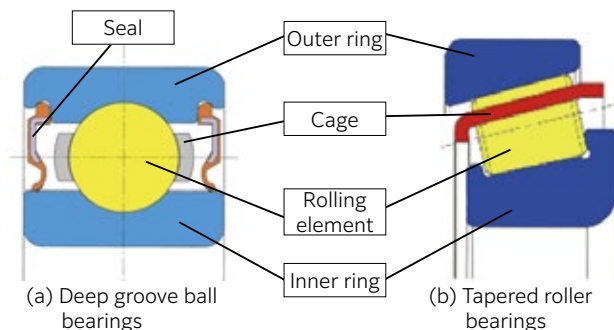 Seal
Outer ring
Cage
Rolling
element
Inner ring
(a) Deep groove ball
bearings
(b) Tapered roller
bearings